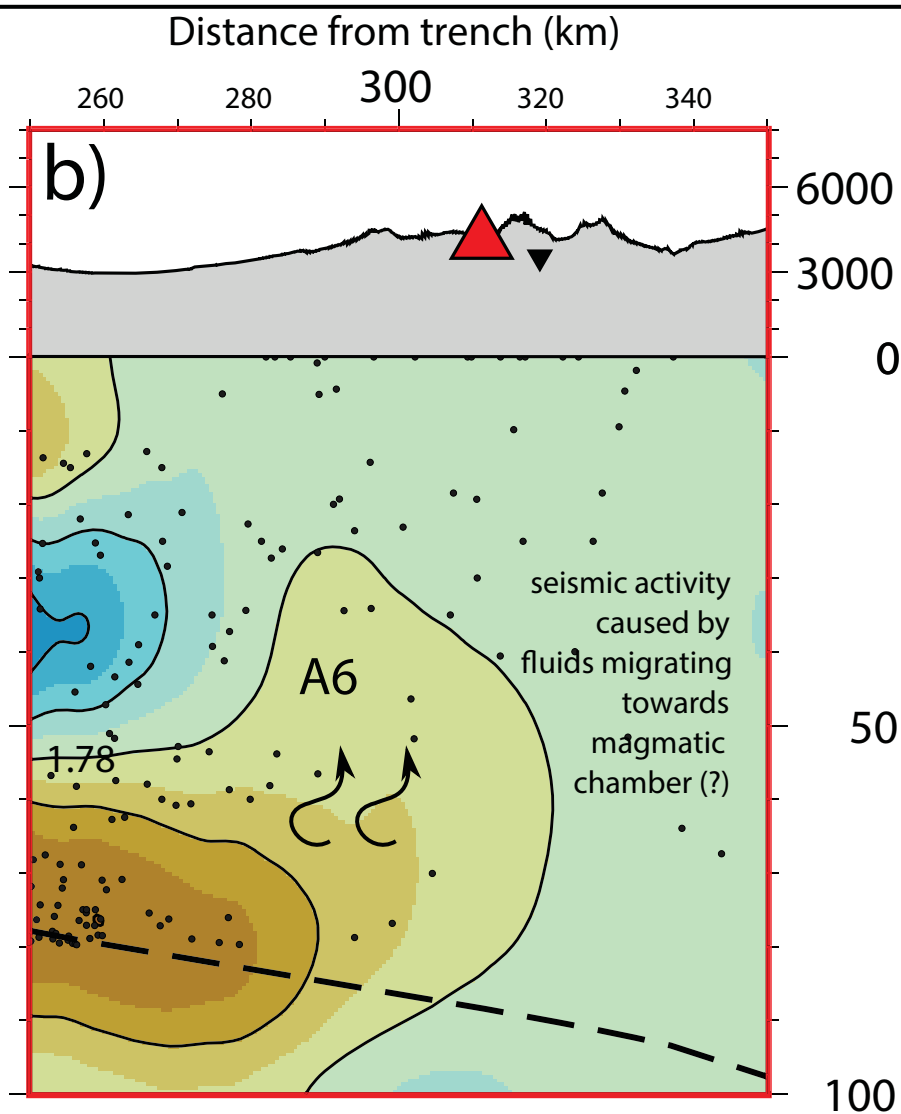 Distance from trench (km)
260 280 300 320 340
b)
6000
3000
0
seismic activity
caused by
fluids migrating
towards
magmatic
chamber (?)
A6
50
1.78
100